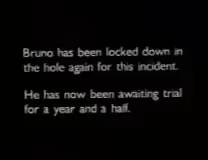 Bruno has been locked down in
the hole again for this incident.
He has now been awaiting trial
for a year and a half.